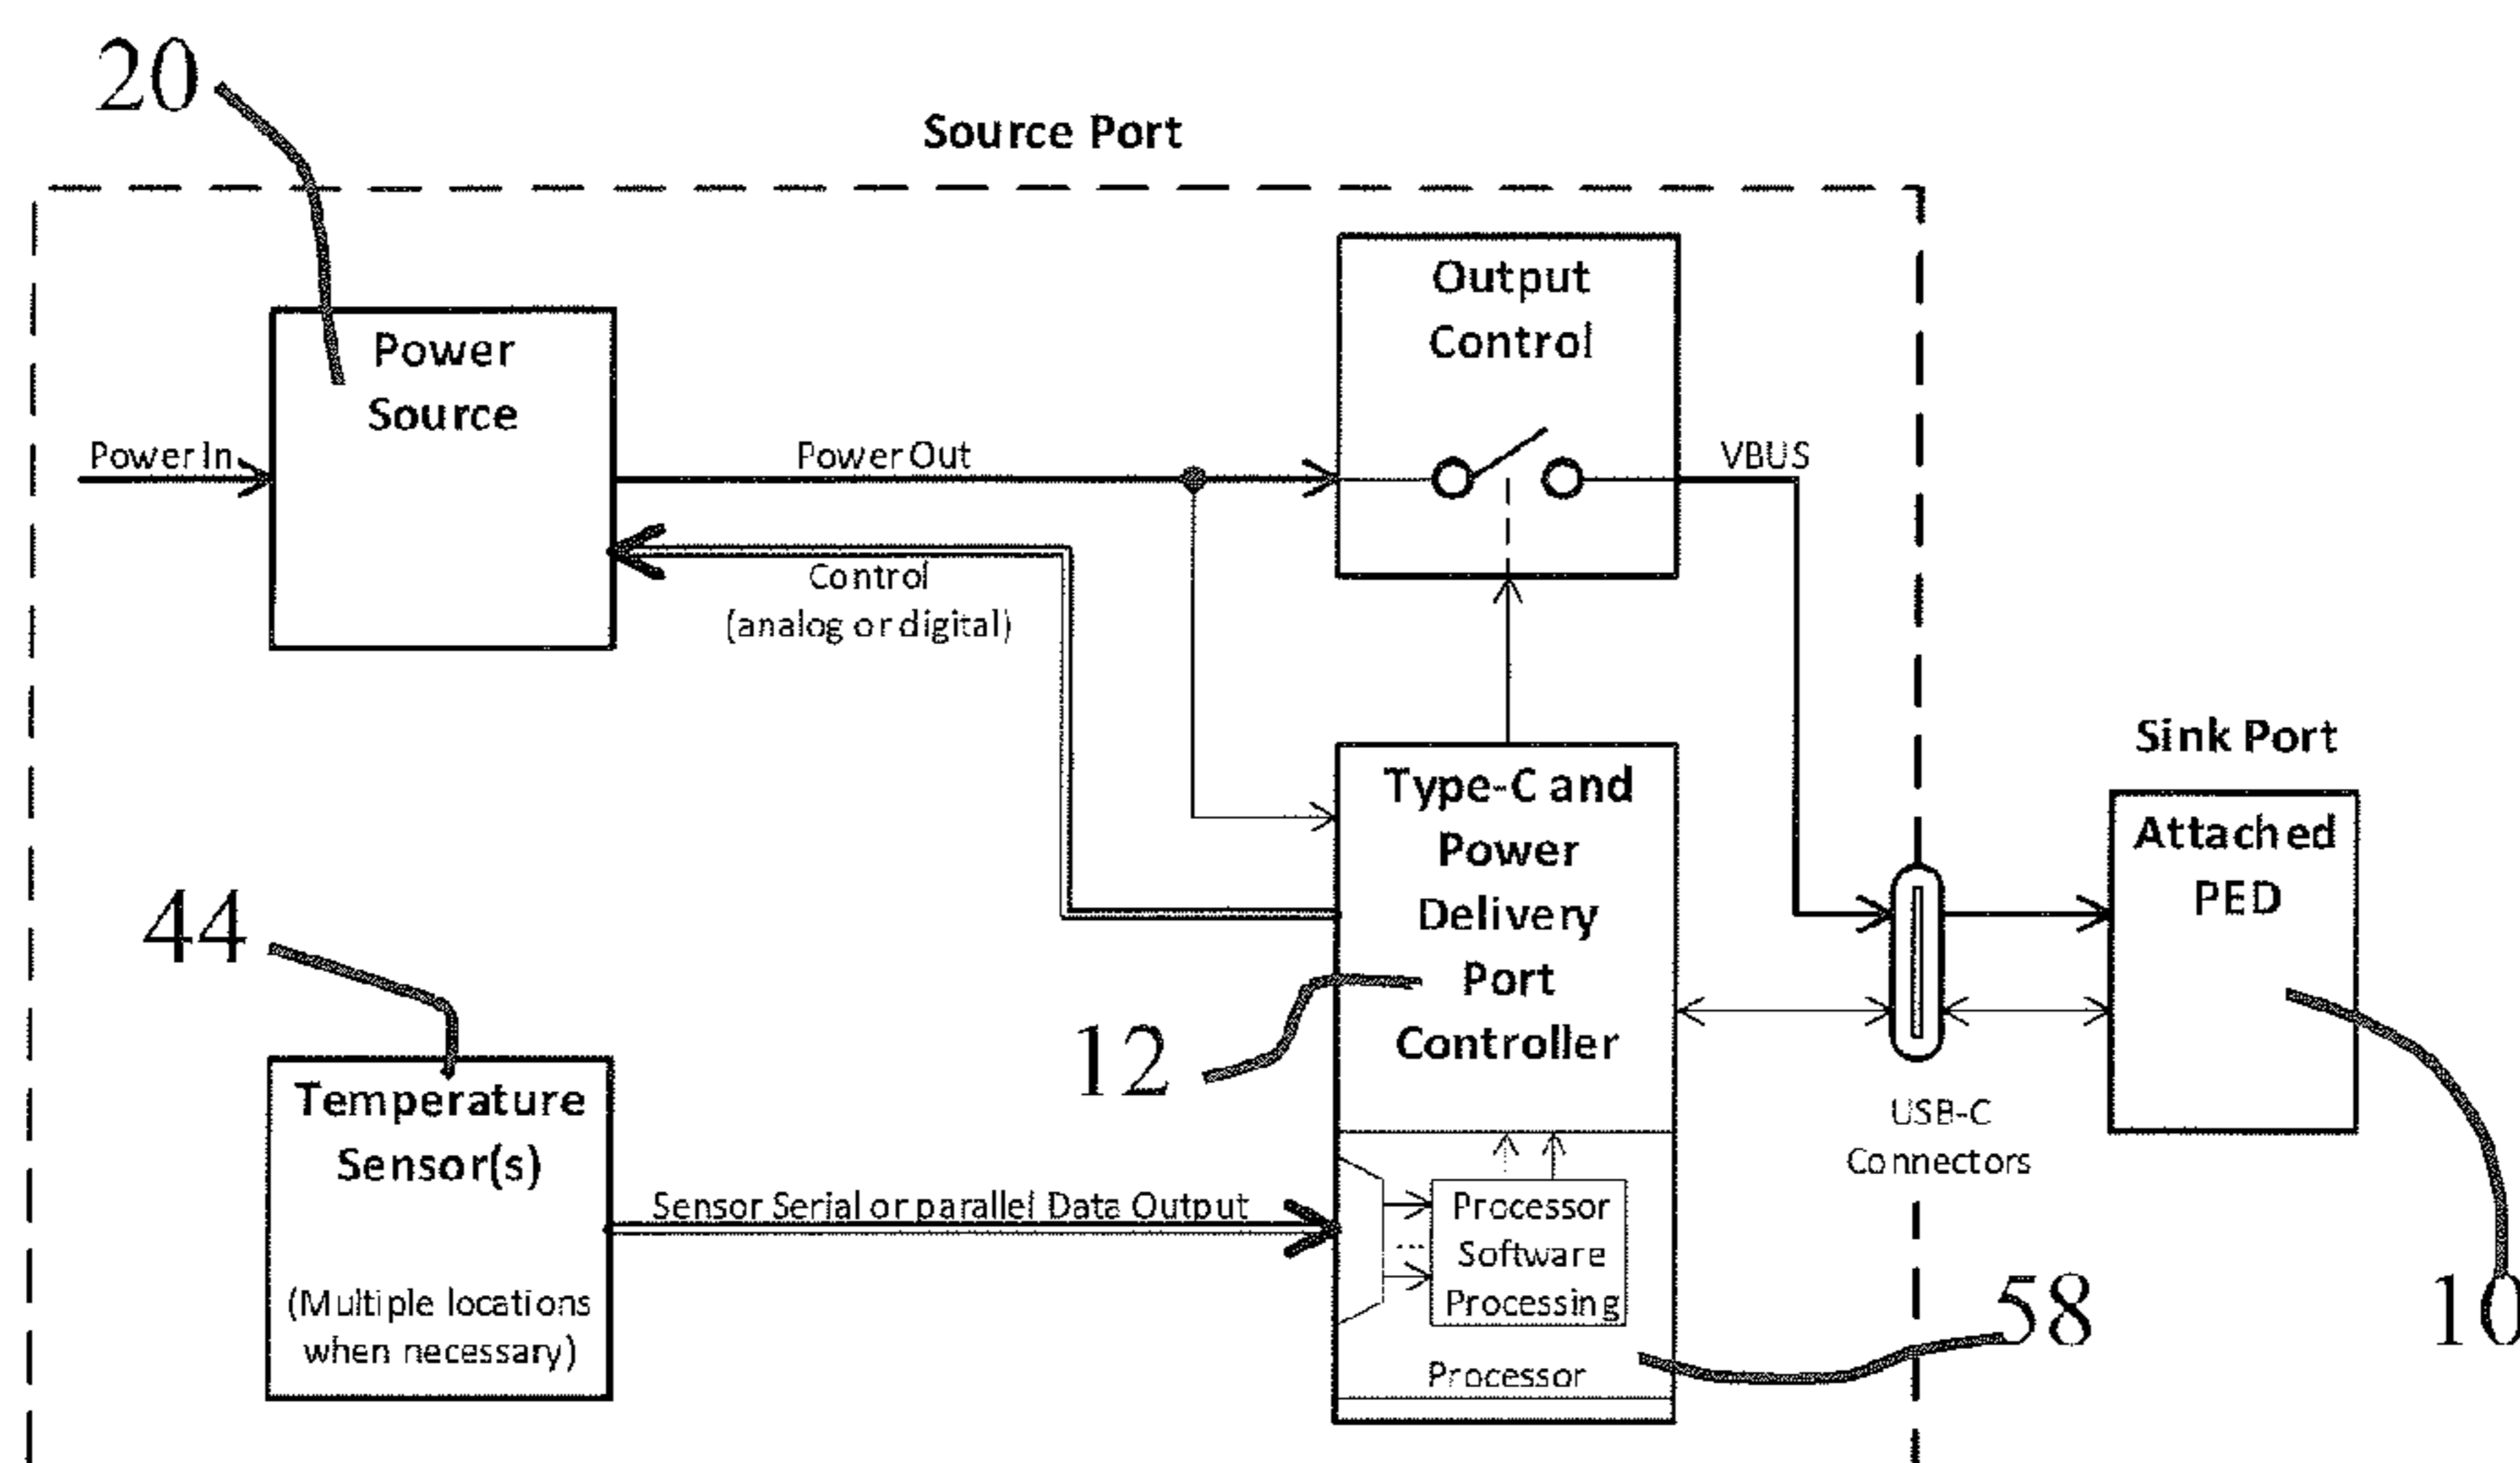 20
Source Port
Output
Control
Power
Source
Power In
Power Out
VBUS
Control
(analog or digital)
Sink Port
Type-C and
Power
Delivery
Port
Controller
Attached
PED
44
12
Temperature
Sensor(s)
USB-C
Connectors
Sensor Serial or parallel Data Output
Processor
Software
Processing
...
(Multiple locations
when necessary)
58
10
Processor